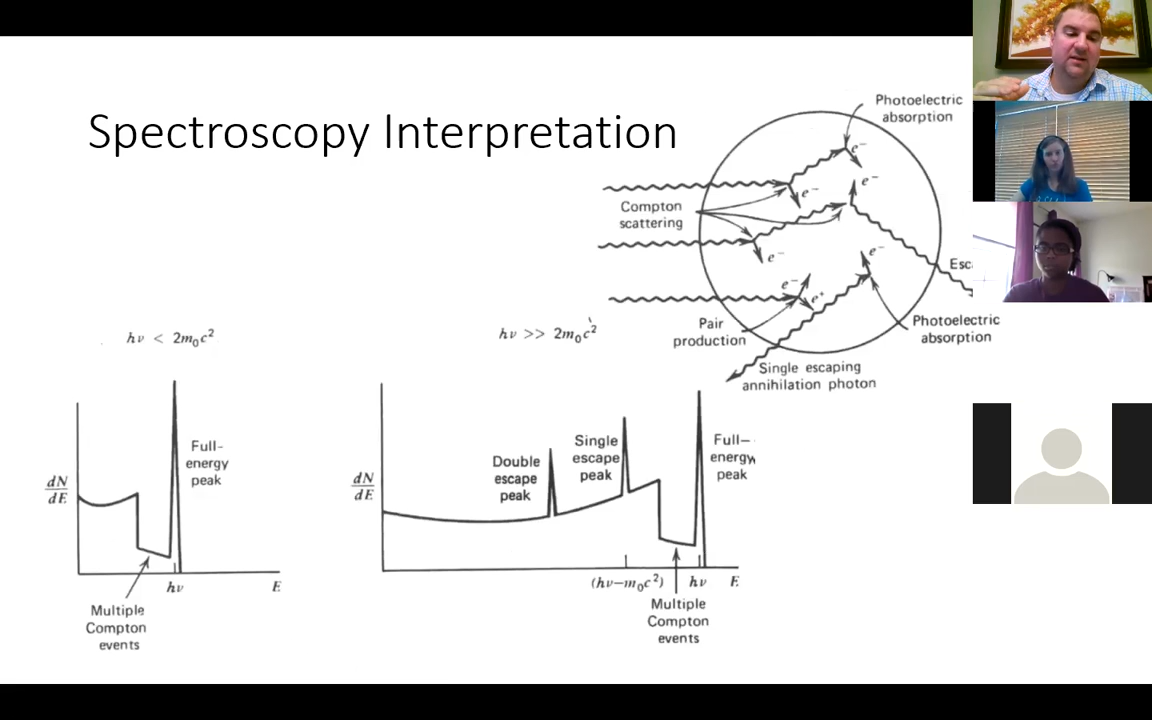 Spectroscopy Interpretation
Photoelectric
absorption
e⁻
e⁻
e⁻
Compton
scattering
e⁻
e⁻
Esc
e⁻
e⁺
Pair
production
Photoelectric
absorption
Single escaping
annihilation photon
hν < 2m₀c²
hν >> 2m₀c²
Full-
energy
peak
dN
dE
hν
E
Multiple
Compton
events
Double
escape
peak
Single
escape
peak
Full–
energy
peak
dN
dE
(hν–m₀c²)
hν
E
Multiple
Compton
events